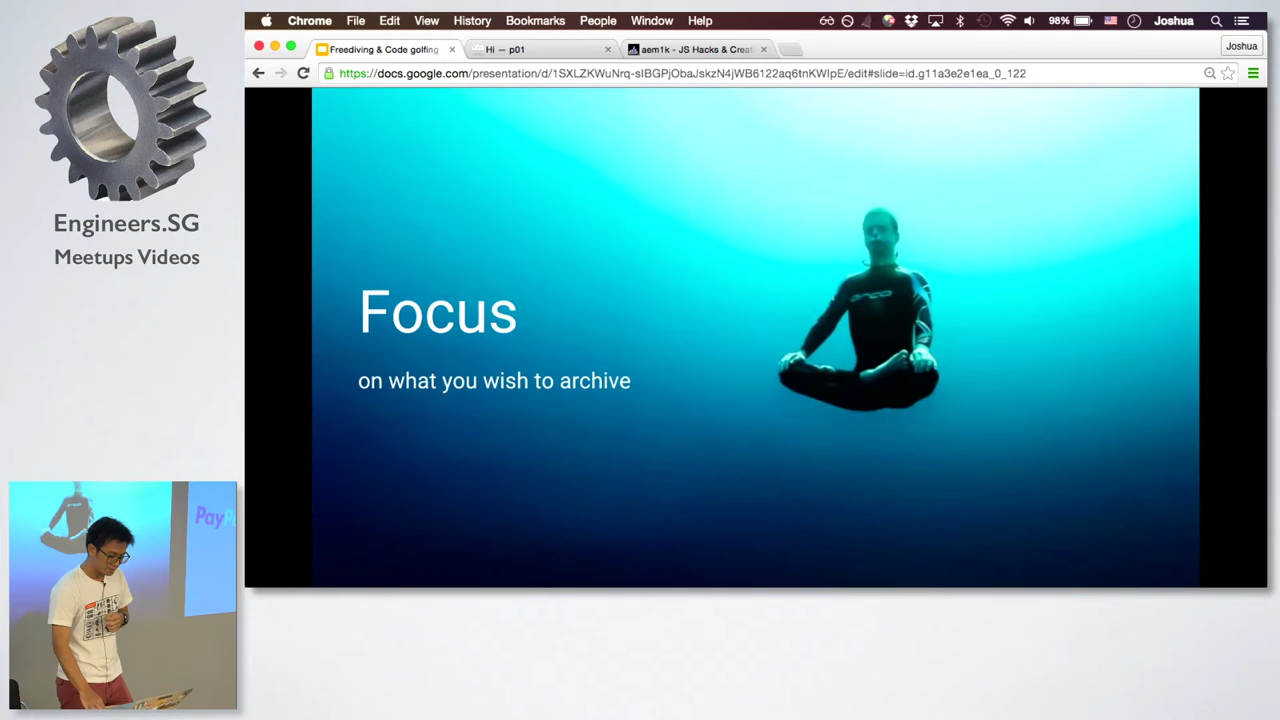 Chrome File Edit View History Bookmarks People Window Help 98% Joshua
Freediving & Code golfing
Hi — p01
aem1k - JS Hacks & Creati
Joshua
https://docs.google.com/presentation/d/1SXLZKWuNrq-sIBGPjObaJskzN4jWB6122aq6tnKWIpE/edit#slide=id.g11a3e2e1ea_0_122
Engineers.SG
Meetups Videos
Focus
on what you wish to archive
PayP